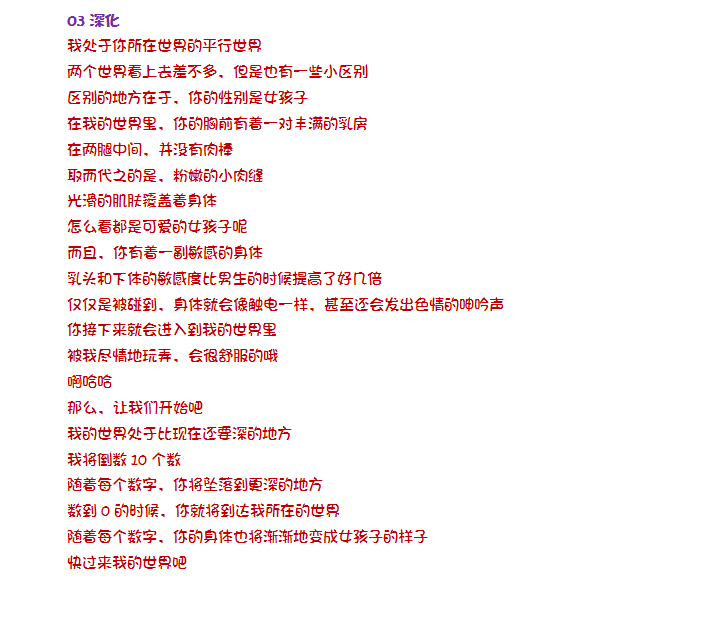 03 深化
我处于你所在世界的平行世界
两个世界看上去差不多，但是也有一些小区别
区别的地方在于，你的性别是女孩子
在我的世界里，你的胸前有着一对丰满的乳房
在两腿中间，并没有肉棒
取而代之的是，粉嫩的小肉缝
光滑的肌肤覆盖着身体
怎么看都是可爱的女孩子呢
而且，你有着一副敏感的身体
乳头和下体的敏感度比男生的时候提高了好几倍
仅仅是被碰到，身体就会像触电一样，甚至还会发出色情的呻吟声
你接下来就会进入到我的世界里
被我尽情地玩弄，会很舒服的哦
啊哈哈
那么，让我们开始吧
我的世界处于比现在还要深的地方
我将倒数 10 个数
随着每个数字，你将坠落到更深的地方
数到 0 的时候，你就将到达我所在的世界
随着每个数字，你的身体也将渐渐地变成女孩子的样子
快过来我的世界吧